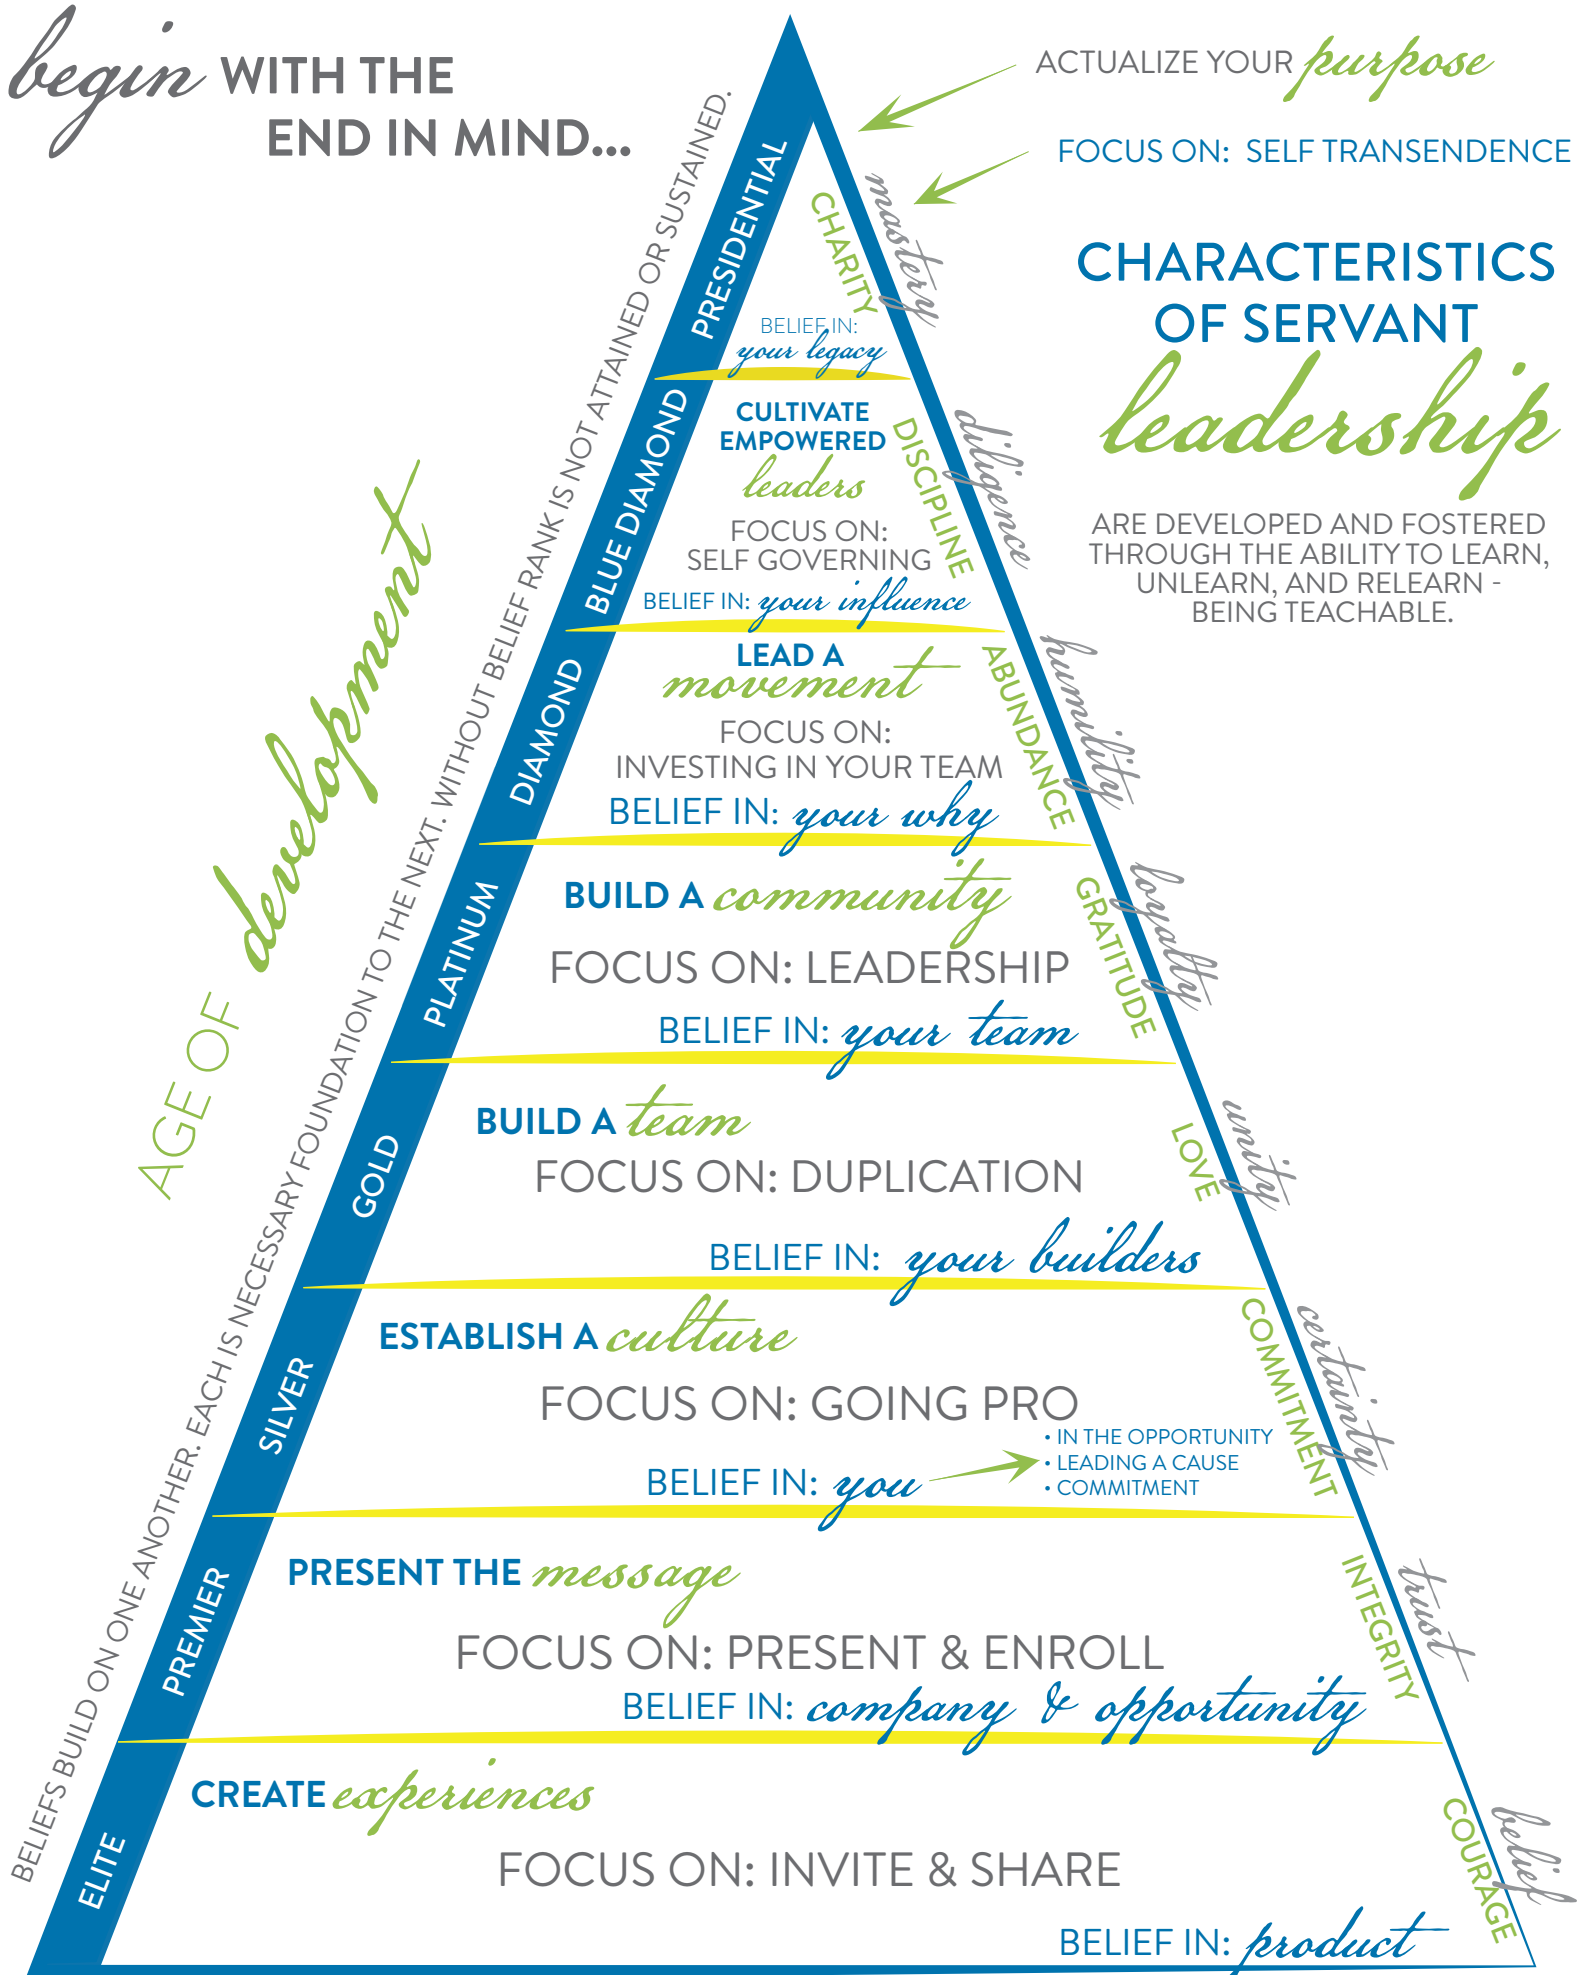 begin WITH THE
END IN MIND...
ACTUALIZE YOUR purpose
FOCUS ON: SELF TRANSENDENCE
CHARACTERISTICS
OF SERVANT
leadership
ARE DEVELOPED AND FOSTERED
THROUGH THE ABILITY TO LEARN,
UNLEARN, AND RELEARN -
BEING TEACHABLE.
AGE OF development
BELIEFS BUILD ON ONE ANOTHER. EACH IS NECESSARY FOUNDATION TO THE NEXT. WITHOUT BELIEF RANK IS NOT ATTAINED OR SUSTAINED.
PRESIDENTIAL
CHARITY
mastery
BELIEF IN:
your legacy
BLUE DIAMOND
CULTIVATE
EMPOWERED
leaders
FOCUS ON:
SELF GOVERNING
BELIEF IN: your influence
DISCIPLINE
diligence
DIAMOND
LEAD A
movement
FOCUS ON:
INVESTING IN YOUR TEAM
BELIEF IN: your why
ABUNDANCE
humility
PLATINUM
BUILD A community
FOCUS ON: LEADERSHIP
BELIEF IN: your team
GRATITUDE
loyalty
GOLD
BUILD A team
FOCUS ON: DUPLICATION
BELIEF IN: your builders
LOVE
unity
SILVER
ESTABLISH A culture
FOCUS ON: GOING PRO
BELIEF IN: you
• IN THE OPPORTUNITY
• LEADING A CAUSE
• COMMITMENT
COMMITMENT
certainty
PREMIER
PRESENT THE message
FOCUS ON: PRESENT & ENROLL
BELIEF IN: company & opportunity
INTEGRITY
trust
ELITE
CREATE experiences
FOCUS ON: INVITE & SHARE
BELIEF IN: product
COURAGE
belief